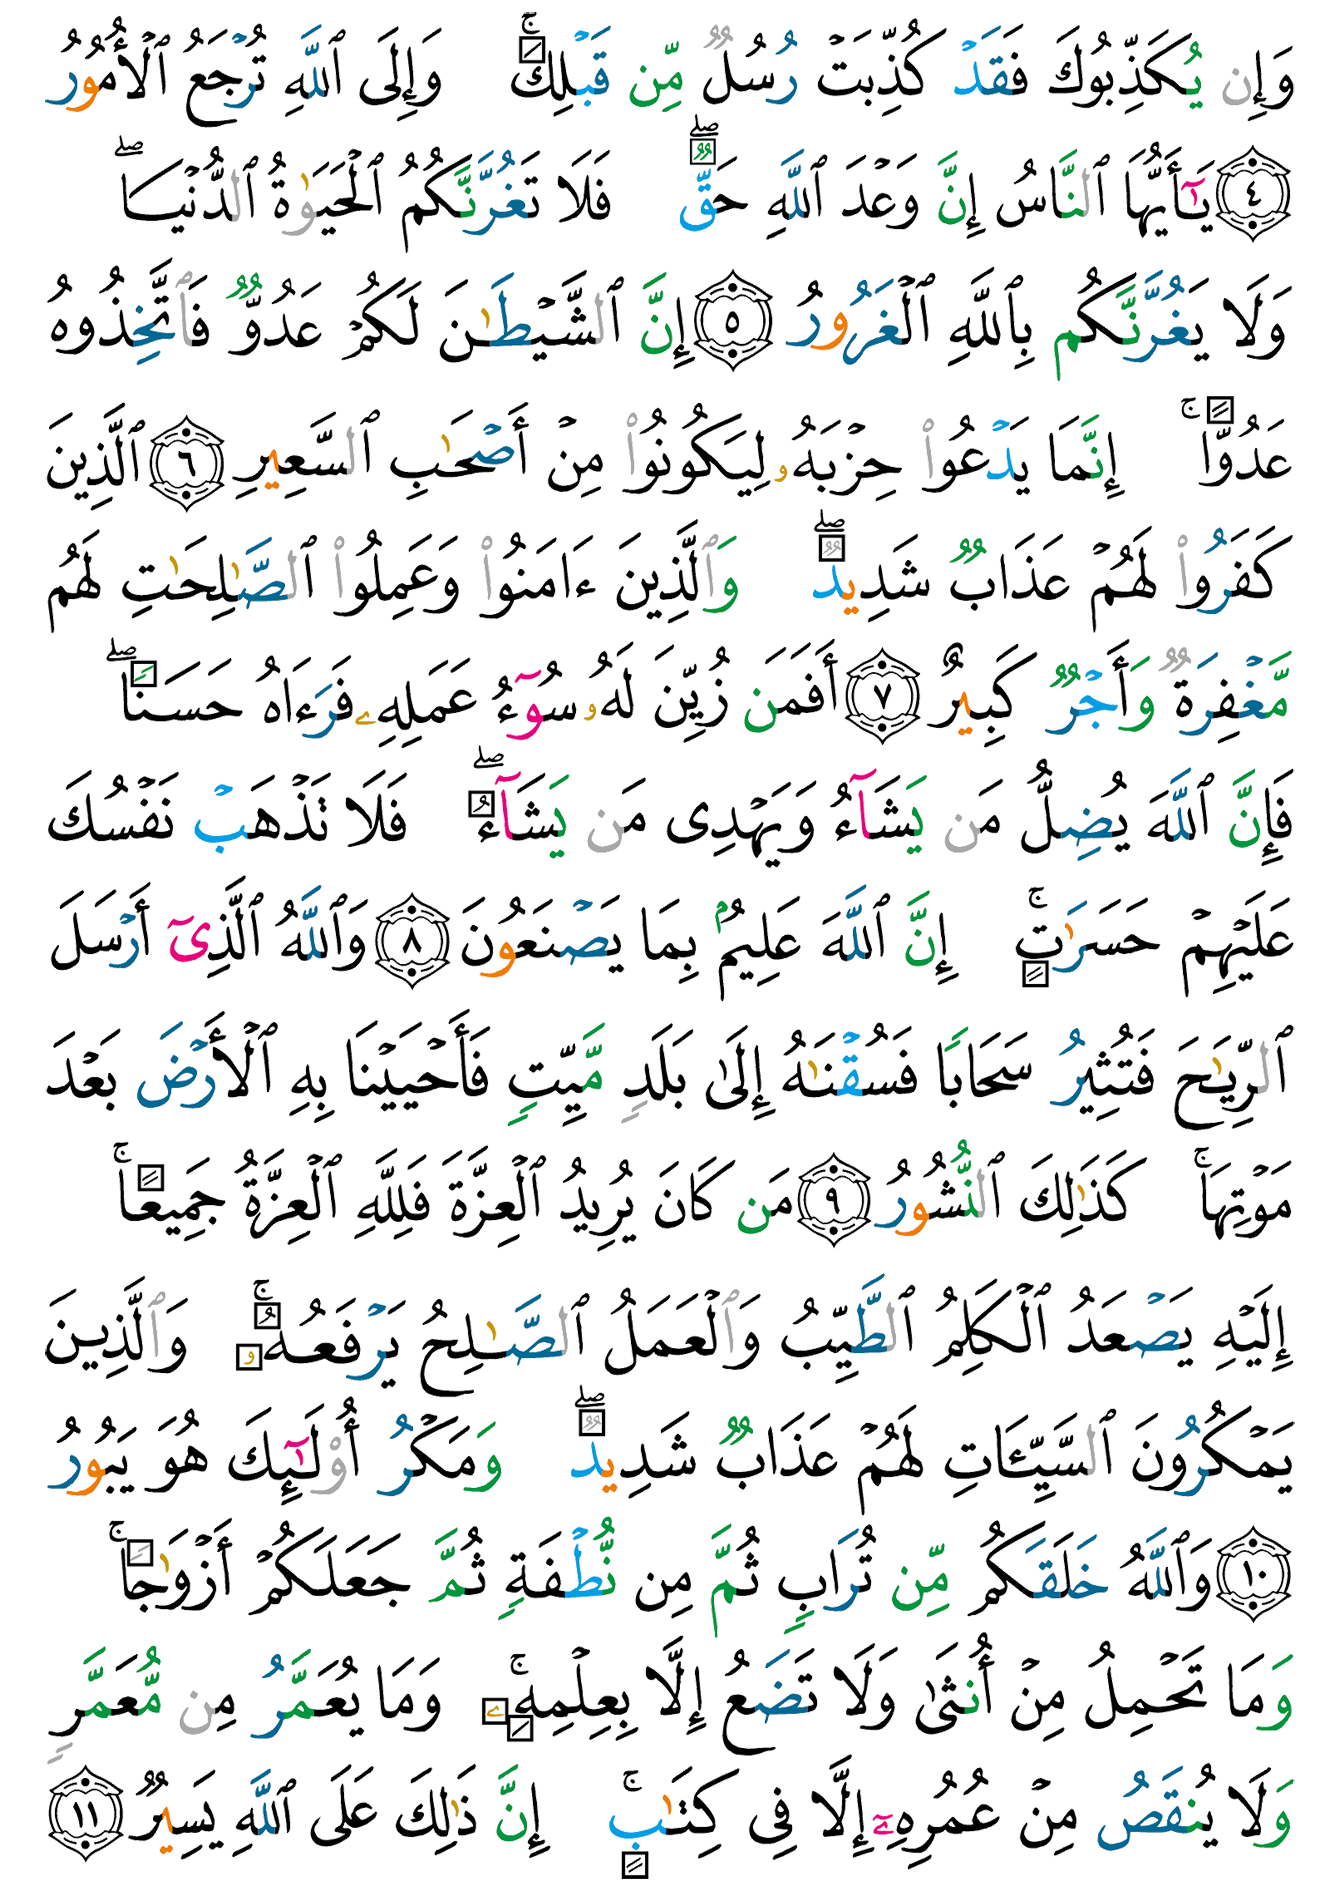 وَإِن يُكَذِّبُوكَ فَقَدْ كُذِّبَتْ رُسُلٌ مِّن قَبْلِكَ ۚ وَإِلَى ٱللَّهِ تُرْجَعُ ٱلْأُمُورُ
﴿٤﴾ يَـٰٓأَيُّهَا ٱلنَّاسُ إِنَّ وَعْدَ ٱللَّهِ حَقٌّ ۖ فَلَا تَغُرَّنَّكُمُ ٱلْحَيَوٰةُ ٱلدُّنْيَا ۖ
وَلَا يَغُرَّنَّكُم بِٱللَّهِ ٱلْغَرُورُ ﴿٥﴾ إِنَّ ٱلشَّيْطَـٰنَ لَكُمْ عَدُوٌّ فَٱتَّخِذُوهُ
عَدُوًّا ۚ إِنَّمَا يَدْعُوا۟ حِزْبَهُۥ لِيَكُونُوا۟ مِنْ أَصْحَـٰبِ ٱلسَّعِيرِ ﴿٦﴾ ٱلَّذِينَ
كَفَرُوا۟ لَهُمْ عَذَابٌ شَدِيدٌ ۖ وَٱلَّذِينَ ءَامَنُوا۟ وَعَمِلُوا۟ ٱلصَّـٰلِحَـٰتِ لَهُم
مَّغْفِرَةٌ وَأَجْرٌ كَبِيرٌ ﴿٧﴾ أَفَمَن زُيِّنَ لَهُۥ سُوٓءُ عَمَلِهِۦ فَرَءَاهُ حَسَنًا ۖ
فَإِنَّ ٱللَّهَ يُضِلُّ مَن يَشَآءُ وَيَهْدِى مَن يَشَآءُ ۖ فَلَا تَذْهَبْ نَفْسُكَ
عَلَيْهِمْ حَسَرَٰتٍ ۚ إِنَّ ٱللَّهَ عَلِيمٌۢ بِمَا يَصْنَعُونَ ﴿٨﴾ وَٱللَّهُ ٱلَّذِىٓ أَرْسَلَ
ٱلرِّيَـٰحَ فَتُثِيرُ سَحَابًا فَسُقْنَـٰهُ إِلَىٰ بَلَدٍ مَّيِّتٍ فَأَحْيَيْنَا بِهِ ٱلْأَرْضَ بَعْدَ
مَوْتِهَا ۚ كَذَٰلِكَ ٱلنُّشُورُ ﴿٩﴾ مَن كَانَ يُرِيدُ ٱلْعِزَّةَ فَلِلَّهِ ٱلْعِزَّةُ جَمِيعًا ۚ
إِلَيْهِ يَصْعَدُ ٱلْكَلِمُ ٱلطَّيِّبُ وَٱلْعَمَلُ ٱلصَّـٰلِحُ يَرْفَعُهُۥ ۚ وَٱلَّذِينَ
يَمْكُرُونَ ٱلسَّيِّـَٔاتِ لَهُمْ عَذَابٌ شَدِيدٌ ۖ وَمَكْرُ أُو۟لَـٰٓئِكَ هُوَ يَبُورُ
﴿١٠﴾ وَٱللَّهُ خَلَقَكُم مِّن تُرَابٍ ثُمَّ مِن نُّطْفَةٍ ثُمَّ جَعَلَكُمْ أَزْوَٰجًا ۚ
وَمَا تَحْمِلُ مِنْ أُنثَىٰ وَلَا تَضَعُ إِلَّا بِعِلْمِهِۦ ۚ وَمَا يُعَمَّرُ مِن مُّعَمَّرٍ
وَلَا يُنقَصُ مِنْ عُمُرِهِۦٓ إِلَّا فِى كِتَـٰبٍ ۚ إِنَّ ذَٰلِكَ عَلَى ٱللَّهِ يَسِيرٌ ﴿١١﴾